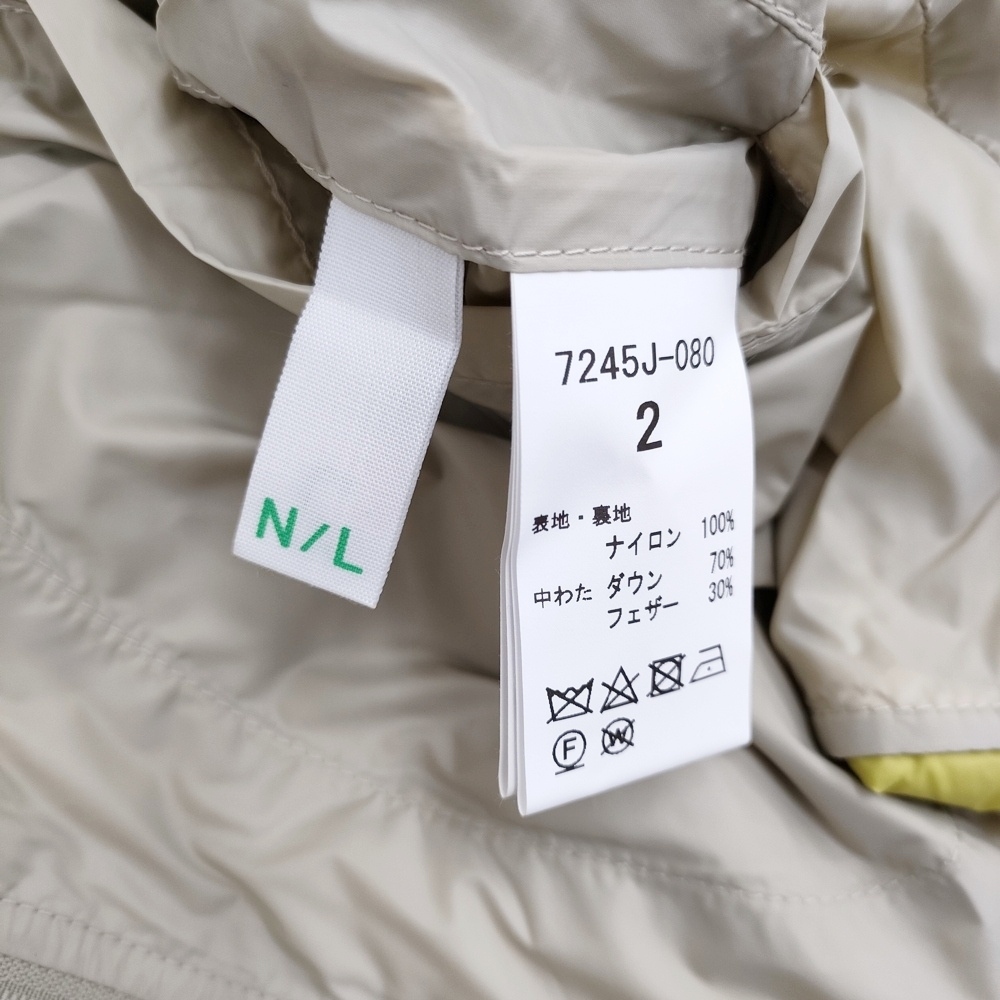 N/L
7245J-080
2
表地・裏地
ナイロン 100%
中わた ダウン 70%
フェザー 30%
F
W